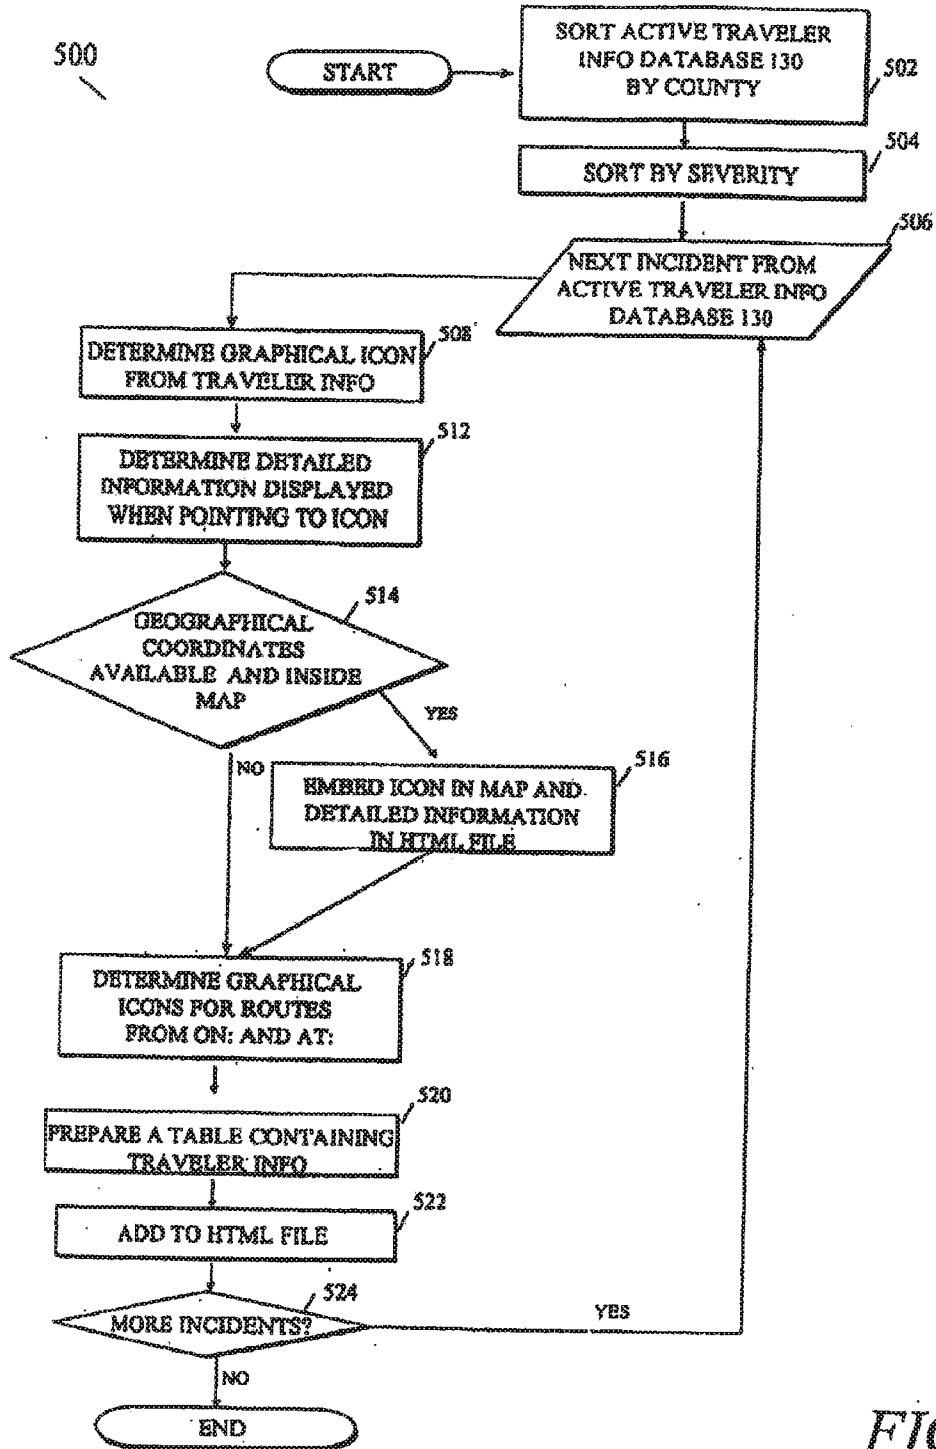 500
START
SORT ACTIVE TRAVELER
INFO DATABASE 130
BY COUNTY
502
SORT BY SEVERITY
504
NEXT INCIDENT FROM
ACTIVE TRAVELER INFO
DATABASE 130
506
DETERMINE GRAPHICAL ICON
FROM TRAVELER INFO
508
DETERMINE DETAILED
INFORMATION DISPLAYED
WHEN POINTING TO ICON
512
GEOGRAPHICAL
COORDINATES
AVAILABLE AND INSIDE
MAP
514
YES
NO
EMBED ICON IN MAP AND
DETAILED INFORMATION
IN HTML FILE
516
DETERMINE GRAPHICAL
ICONS FOR ROUTES
FROM ON: AND AT:
518
PREPARE A TABLE CONTAINING
TRAVELER INFO
520
ADD TO HTML FILE
522
MORE INCIDENTS?
524
YES
NO
END